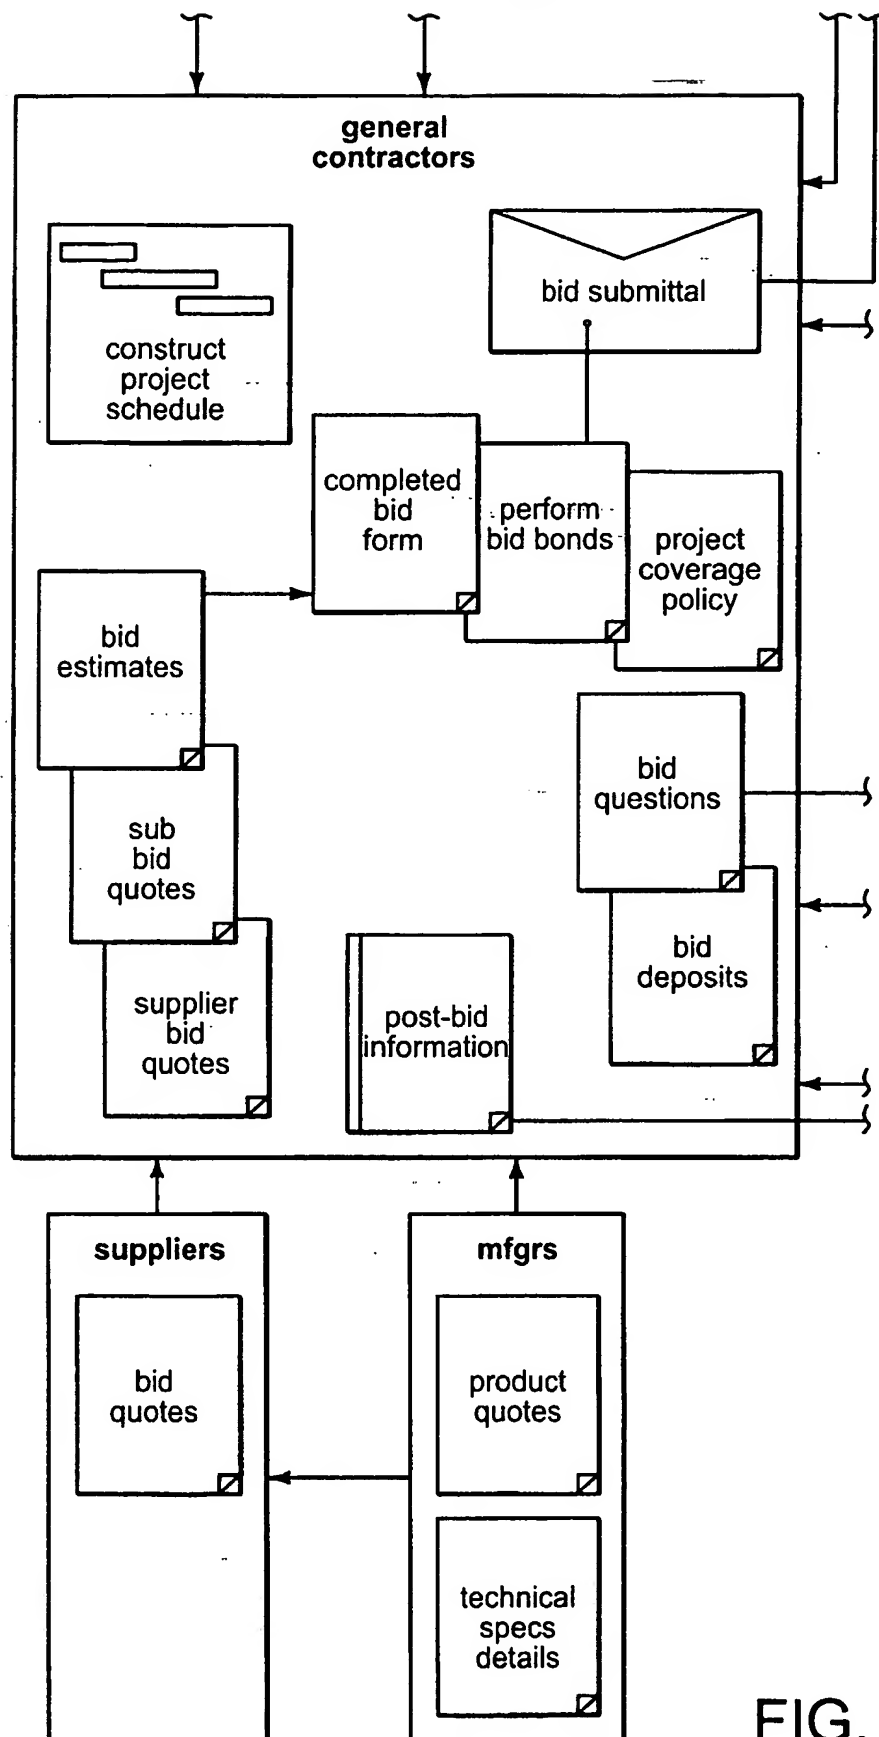 general
contractors
bid submittal
construct
project
schedule
completed
bid
form
perform
bid bonds
project
coverage
policy
bid
estimates
bid
questions
sub
bid
quotes
bid
deposits
supplier
bid
quotes
post-bid
information
suppliers
mfgrs
bid
quotes
product
quotes
technical
specs
details
FIG.